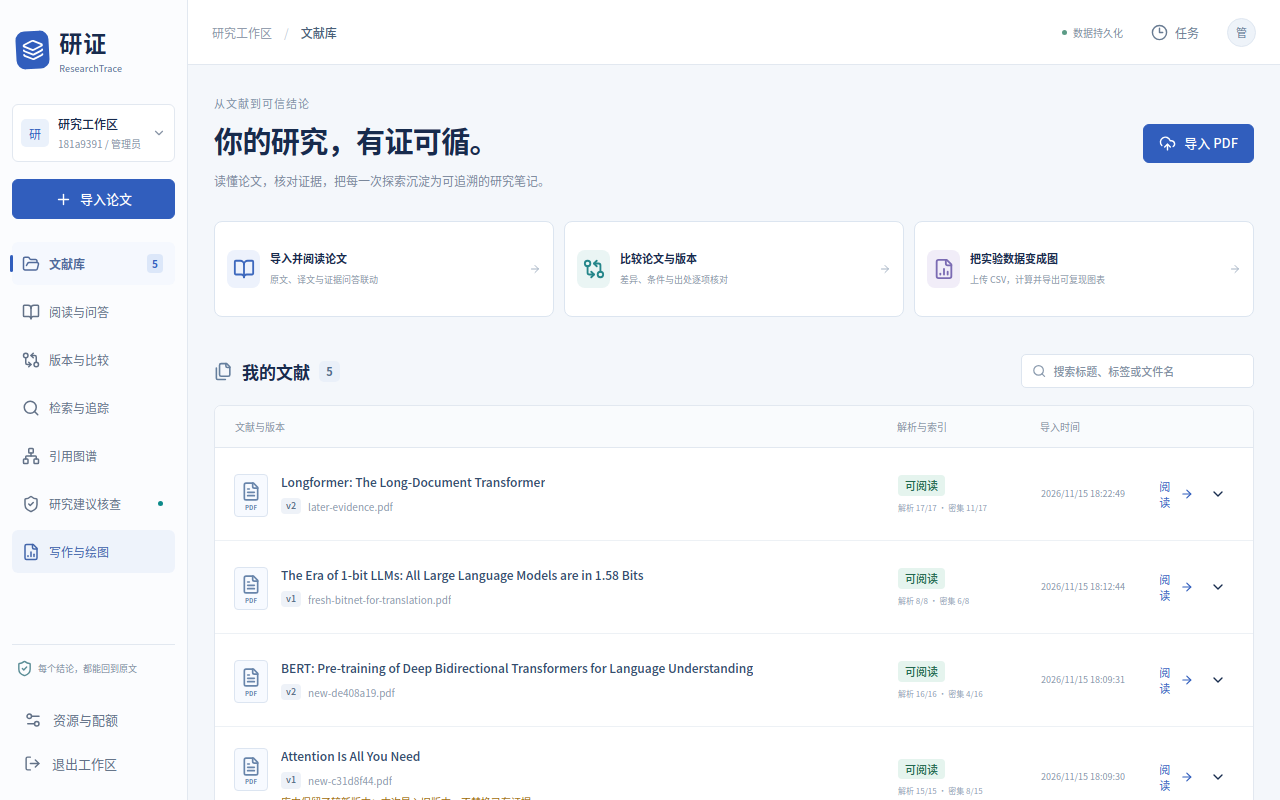 研证
ResearchTrace
研
研究工作区
181a9391 / 管理员
导入论文
文献库
5
阅读与问答
版本与比较
检索与追踪
引用图谱
研究建议核查
写作与绘图
每个结论，都能回到原文
资源与配额
退出工作区
研究工作区 / 文献库
数据持久化
任务
管
从文献到可信结论
你的研究，有证可循。
读懂论文，核对证据，把每一次探索沉淀为可追溯的研究笔记。
导入 PDF
导入并阅读论文
原文、译文与证据问答联动
比较论文与版本
差异、条件与出处逐项核对
把实验数据变成图
上传 CSV，计算并导出可复现图表
我的文献 5
搜索标题、标签或文件名
文献与版本
解析与索引
导入时间
PDF
Longformer: The Long-Document Transformer
v2 later-evidence.pdf
可阅读
解析 17/17 · 密集 11/17
2026/11/15 18:22:49
阅读
PDF
The Era of 1-bit LLMs: All Large Language Models are in 1.58 Bits
v1 fresh-bitnet-for-translation.pdf
可阅读
解析 8/8 · 密集 6/8
2026/11/15 18:12:44
阅读
PDF
BERT: Pre-training of Deep Bidirectional Transformers for Language Understanding
v2 new-de408a19.pdf
可阅读
解析 16/16 · 密集 4/16
2026/11/15 18:09:31
阅读
PDF
Attention Is All You Need
v1 new-c31d8f44.pdf
可阅读
解析 15/15 · 密集 8/15
2026/11/15 18:09:30
阅读